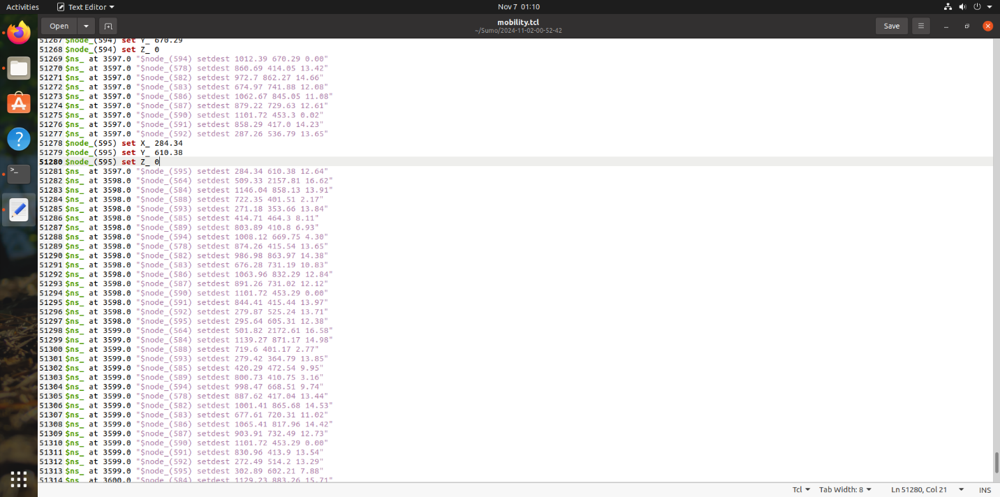 Activities Text Editor Nov 7 01:10
Open mobility.tcl Save
~/Sumo/2024-11-02-00-52-42
51267 $node_(594) set Y_ 670.29
51268 $node_(594) set Z_ 0
51269 $ns_ at 3597.0 "$node_(594) setdest 1012.39 670.29 0.00"
51270 $ns_ at 3597.0 "$node_(578) setdest 860.69 414.05 13.42"
51271 $ns_ at 3597.0 "$node_(582) setdest 972.7 862.27 14.66"
51272 $ns_ at 3597.0 "$node_(583) setdest 674.97 741.88 12.08"
51273 $ns_ at 3597.0 "$node_(586) setdest 1062.67 845.05 11.08"
51274 $ns_ at 3597.0 "$node_(587) setdest 879.22 729.63 12.61"
51275 $ns_ at 3597.0 "$node_(590) setdest 1101.72 453.3 0.02"
51276 $ns_ at 3597.0 "$node_(591) setdest 858.29 417.0 14.23"
51277 $ns_ at 3597.0 "$node_(592) setdest 287.26 536.79 13.65"
51278 $node_(595) set X_ 284.34
51279 $node_(595) set Y_ 610.38
51280 $node_(595) set Z_ 0
51281 $ns_ at 3597.0 "$node_(595) setdest 284.34 610.38 12.64"
51282 $ns_ at 3598.0 "$node_(564) setdest 509.33 2157.81 16.62"
51283 $ns_ at 3598.0 "$node_(584) setdest 1146.04 858.13 13.91"
51284 $ns_ at 3598.0 "$node_(588) setdest 722.35 401.51 2.17"
51285 $ns_ at 3598.0 "$node_(593) setdest 271.18 353.66 13.84"
51286 $ns_ at 3598.0 "$node_(585) setdest 414.71 464.3 8.11"
51287 $ns_ at 3598.0 "$node_(589) setdest 803.89 410.8 6.93"
51288 $ns_ at 3598.0 "$node_(594) setdest 1008.12 669.75 4.30"
51289 $ns_ at 3598.0 "$node_(578) setdest 874.26 415.54 13.65"
51290 $ns_ at 3598.0 "$node_(582) setdest 986.98 863.97 14.38"
51291 $ns_ at 3598.0 "$node_(583) setdest 676.28 731.19 10.83"
51292 $ns_ at 3598.0 "$node_(586) setdest 1063.96 832.29 12.84"
51293 $ns_ at 3598.0 "$node_(587) setdest 891.26 731.02 12.12"
51294 $ns_ at 3598.0 "$node_(590) setdest 1101.72 453.29 0.00"
51295 $ns_ at 3598.0 "$node_(591) setdest 844.41 415.44 13.97"
51296 $ns_ at 3598.0 "$node_(592) setdest 279.87 525.24 13.71"
51297 $ns_ at 3598.0 "$node_(595) setdest 295.64 605.31 12.38"
51298 $ns_ at 3599.0 "$node_(564) setdest 501.82 2172.61 16.58"
51299 $ns_ at 3599.0 "$node_(584) setdest 1139.27 871.17 14.98"
51300 $ns_ at 3599.0 "$node_(588) setdest 719.6 401.17 2.77"
51301 $ns_ at 3599.0 "$node_(593) setdest 279.42 364.79 13.85"
51302 $ns_ at 3599.0 "$node_(585) setdest 420.29 472.54 9.95"
51303 $ns_ at 3599.0 "$node_(589) setdest 800.73 410.75 3.16"
51304 $ns_ at 3599.0 "$node_(594) setdest 998.47 668.51 9.74"
51305 $ns_ at 3599.0 "$node_(578) setdest 887.62 417.04 13.44"
51306 $ns_ at 3599.0 "$node_(582) setdest 1001.41 865.68 14.53"
51307 $ns_ at 3599.0 "$node_(583) setdest 677.61 720.31 11.02"
51308 $ns_ at 3599.0 "$node_(586) setdest 1065.41 817.96 14.42"
51309 $ns_ at 3599.0 "$node_(587) setdest 903.91 732.49 12.73"
51310 $ns_ at 3599.0 "$node_(590) setdest 1101.72 453.29 0.00"
51311 $ns_ at 3599.0 "$node_(591) setdest 830.96 413.9 13.54"
51312 $ns_ at 3599.0 "$node_(592) setdest 272.49 514.2 13.29"
51313 $ns_ at 3599.0 "$node_(595) setdest 302.89 602.21 7.88"
51314 $ns_ at 3600.0 "$node_(584) setdest 1129.23 883.26 15.71"
Tcl Tab Width: 8 Ln 51280, Col 21 INS